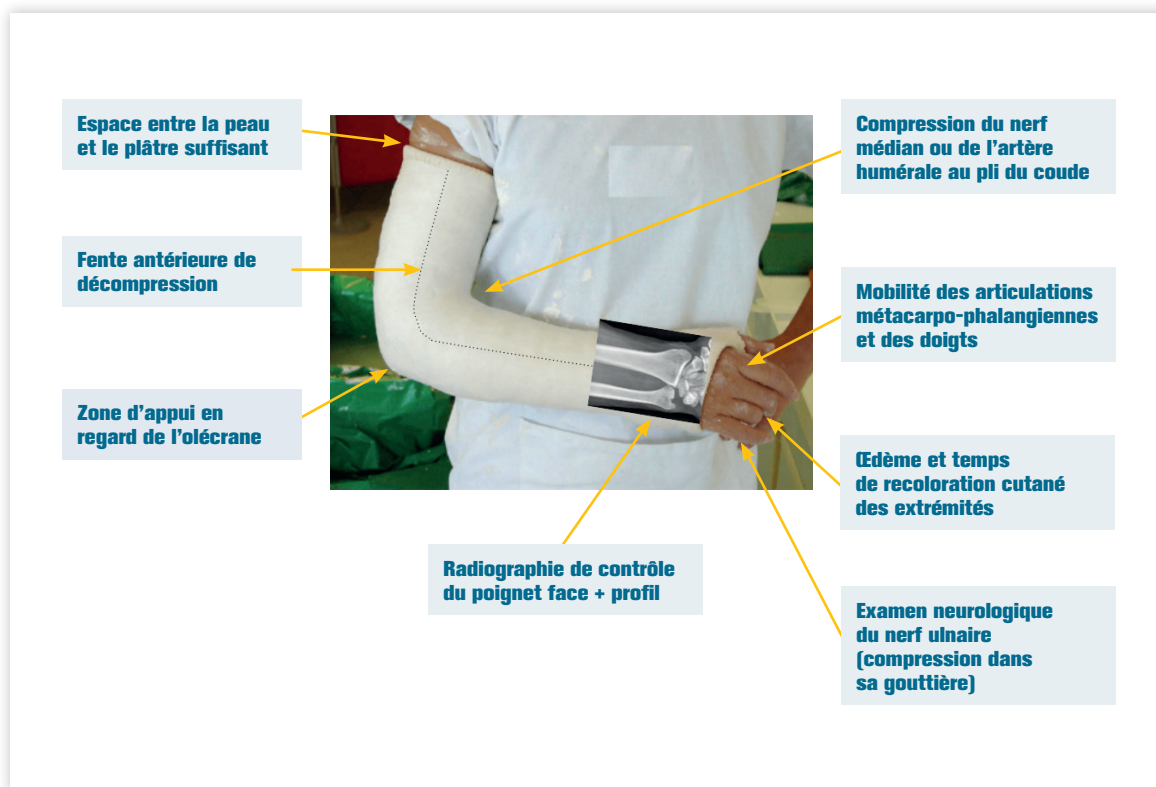 Espace entre la peau
et le plâtre suffisant
Fente antérieure de
décompression
Zone d’appui en
regard de l’olécrane
Radiographie de contrôle
du poignet face + profil
Compression du nerf
médian ou de l’artère
humérale au pli du coude
Mobilité des articulations
métacarpo-phalangiennes
et des doigts
Œdème et temps
de recoloration cutané
des extrémités
Examen neurologique
du nerf ulnaire
(compression dans
sa gouttière)